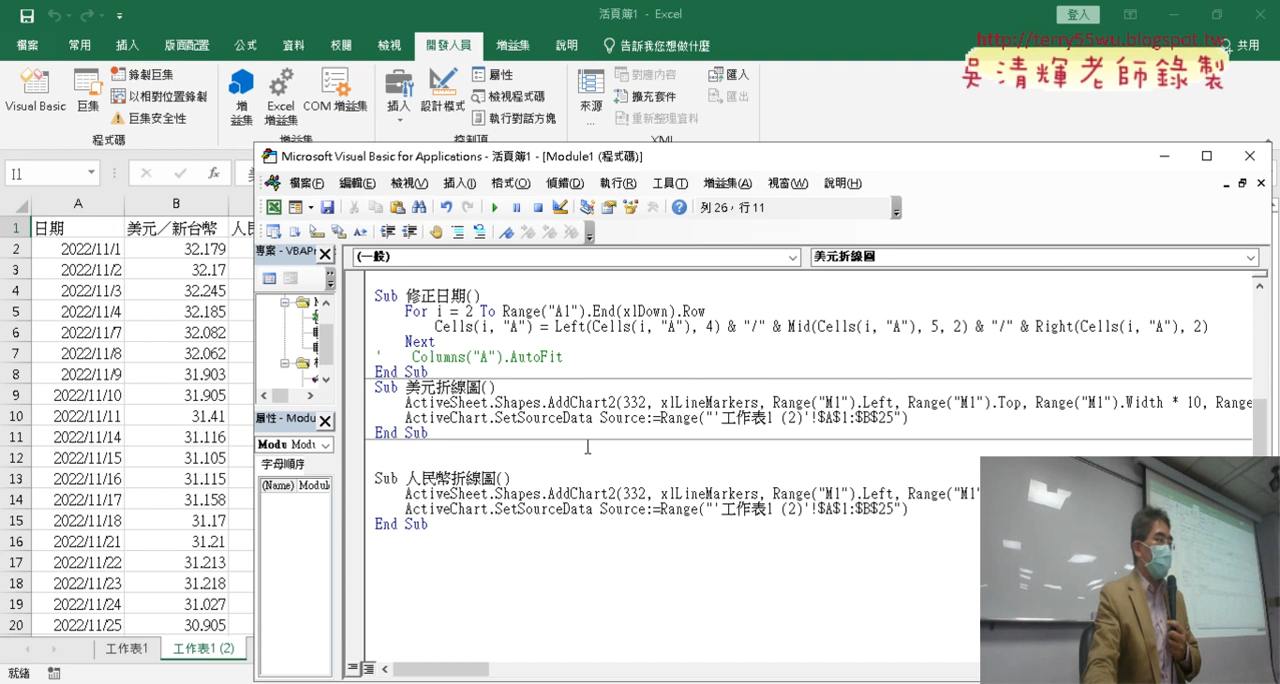 活頁簿1 - Excel
登入
檔案 常用 插入 版面配置 公式 資料 校閱 檢視 開發人員 增益集 說明 告訴我您想做什麼 共用
http://terry55wu.blogspot.tw
吳清輝老師錄製
Visual Basic 巨集 錄製巨集 以相對位置錄製 巨集安全性
程式碼
增益集 Excel 增益集 COM 增益集
增益集
插入 設計模式 屬性 檢視程式碼 執行對話方塊
控制項
來源 ... 對應內容 擴充套件 重新整理資料 匯入 匯出
XML
Microsoft Visual Basic for Applications - 活頁簿1 - [Module1 (程式碼)]
檔案(F) 編輯(E) 檢視(V) 插入(I) 格式(O) 偵錯(D) 執行(R) 工具(T) 增益集(A) 視窗(W) 說明(H)
列 26, 行 11
I1
fx
專案 - VBAPr
(一般)
美元折線圖
屬性 - Modu
Modu Modu
字母順序
(Name) Modul
A B
1 日期 美元／新台幣 人民
2 2022/11/1 32.179
3 2022/11/2 32.17
4 2022/11/3 32.245
5 2022/11/4 32.185
6 2022/11/7 32.082
7 2022/11/8 32.062
8 2022/11/9 31.903
9 2022/11/10 31.905
10 2022/11/11 31.41
11 2022/11/14 31.116
12 2022/11/15 31.105
13 2022/11/16 31.115
14 2022/11/17 31.158
15 2022/11/18 31.17
16 2022/11/21 31.21
17 2022/11/22 31.213
18 2022/11/23 31.218
19 2022/11/24 31.027
20 2022/11/25 30.905
Sub 修正日期()
For i = 2 To Range("A1").End(xlDown).Row
Cells(i, "A") = Left(Cells(i, "A"), 4) & "/" & Mid(Cells(i, "A"), 5, 2) & "/" & Right(Cells(i, "A"), 2)
Next
' Columns("A").AutoFit
End Sub
Sub 美元折線圖()
ActiveSheet.Shapes.AddChart2(332, xlLineMarkers, Range("M1").Left, Range("M1").Top, Range("M1").Width * 10, Range
ActiveChart.SetSourceData Source:=Range("'工作表1 (2)'!$A$1:$B$25")
End Sub
Sub 人民幣折線圖()
ActiveSheet.Shapes.AddChart2(332, xlLineMarkers, Range("M1").Left, Range("M1"
ActiveChart.SetSourceData Source:=Range("'工作表1 (2)'!$A$1:$B$25")
End Sub
工作表1 工作表1 (2)
就緒